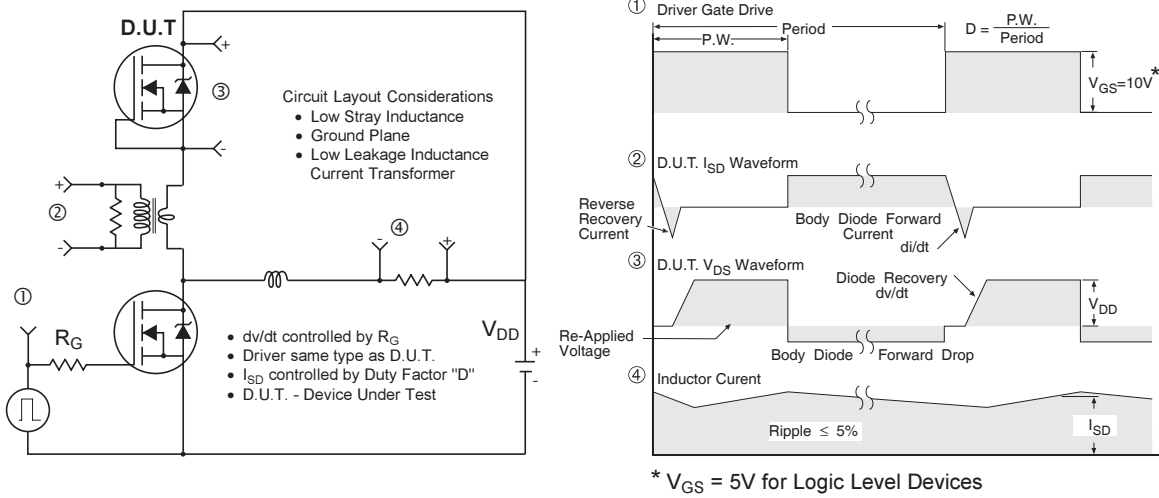 D.U.T
+
③
-
Circuit Layout Considerations
• Low Stray Inductance
• Ground Plane
• Low Leakage Inductance
Current Transformer
+
②
-
④
-
+
①
R_G
• dv/dt controlled by R_G
• Driver same type as D.U.T.
• I_SD controlled by Duty Factor "D"
• D.U.T. - Device Under Test
V_DD
+
-
① Driver Gate Drive
Period
P.W.
D = P.W. / Period
V_GS=10V *
② D.U.T. I_SD Waveform
Reverse
Recovery
Current
Body Diode Forward
Current
di/dt
③ D.U.T. V_DS Waveform
Diode Recovery
dv/dt
V_DD
Re-Applied
Voltage
Body Diode Forward Drop
④ Inductor Curent
Ripple ≤ 5%
I_SD
* V_GS = 5V for Logic Level Devices